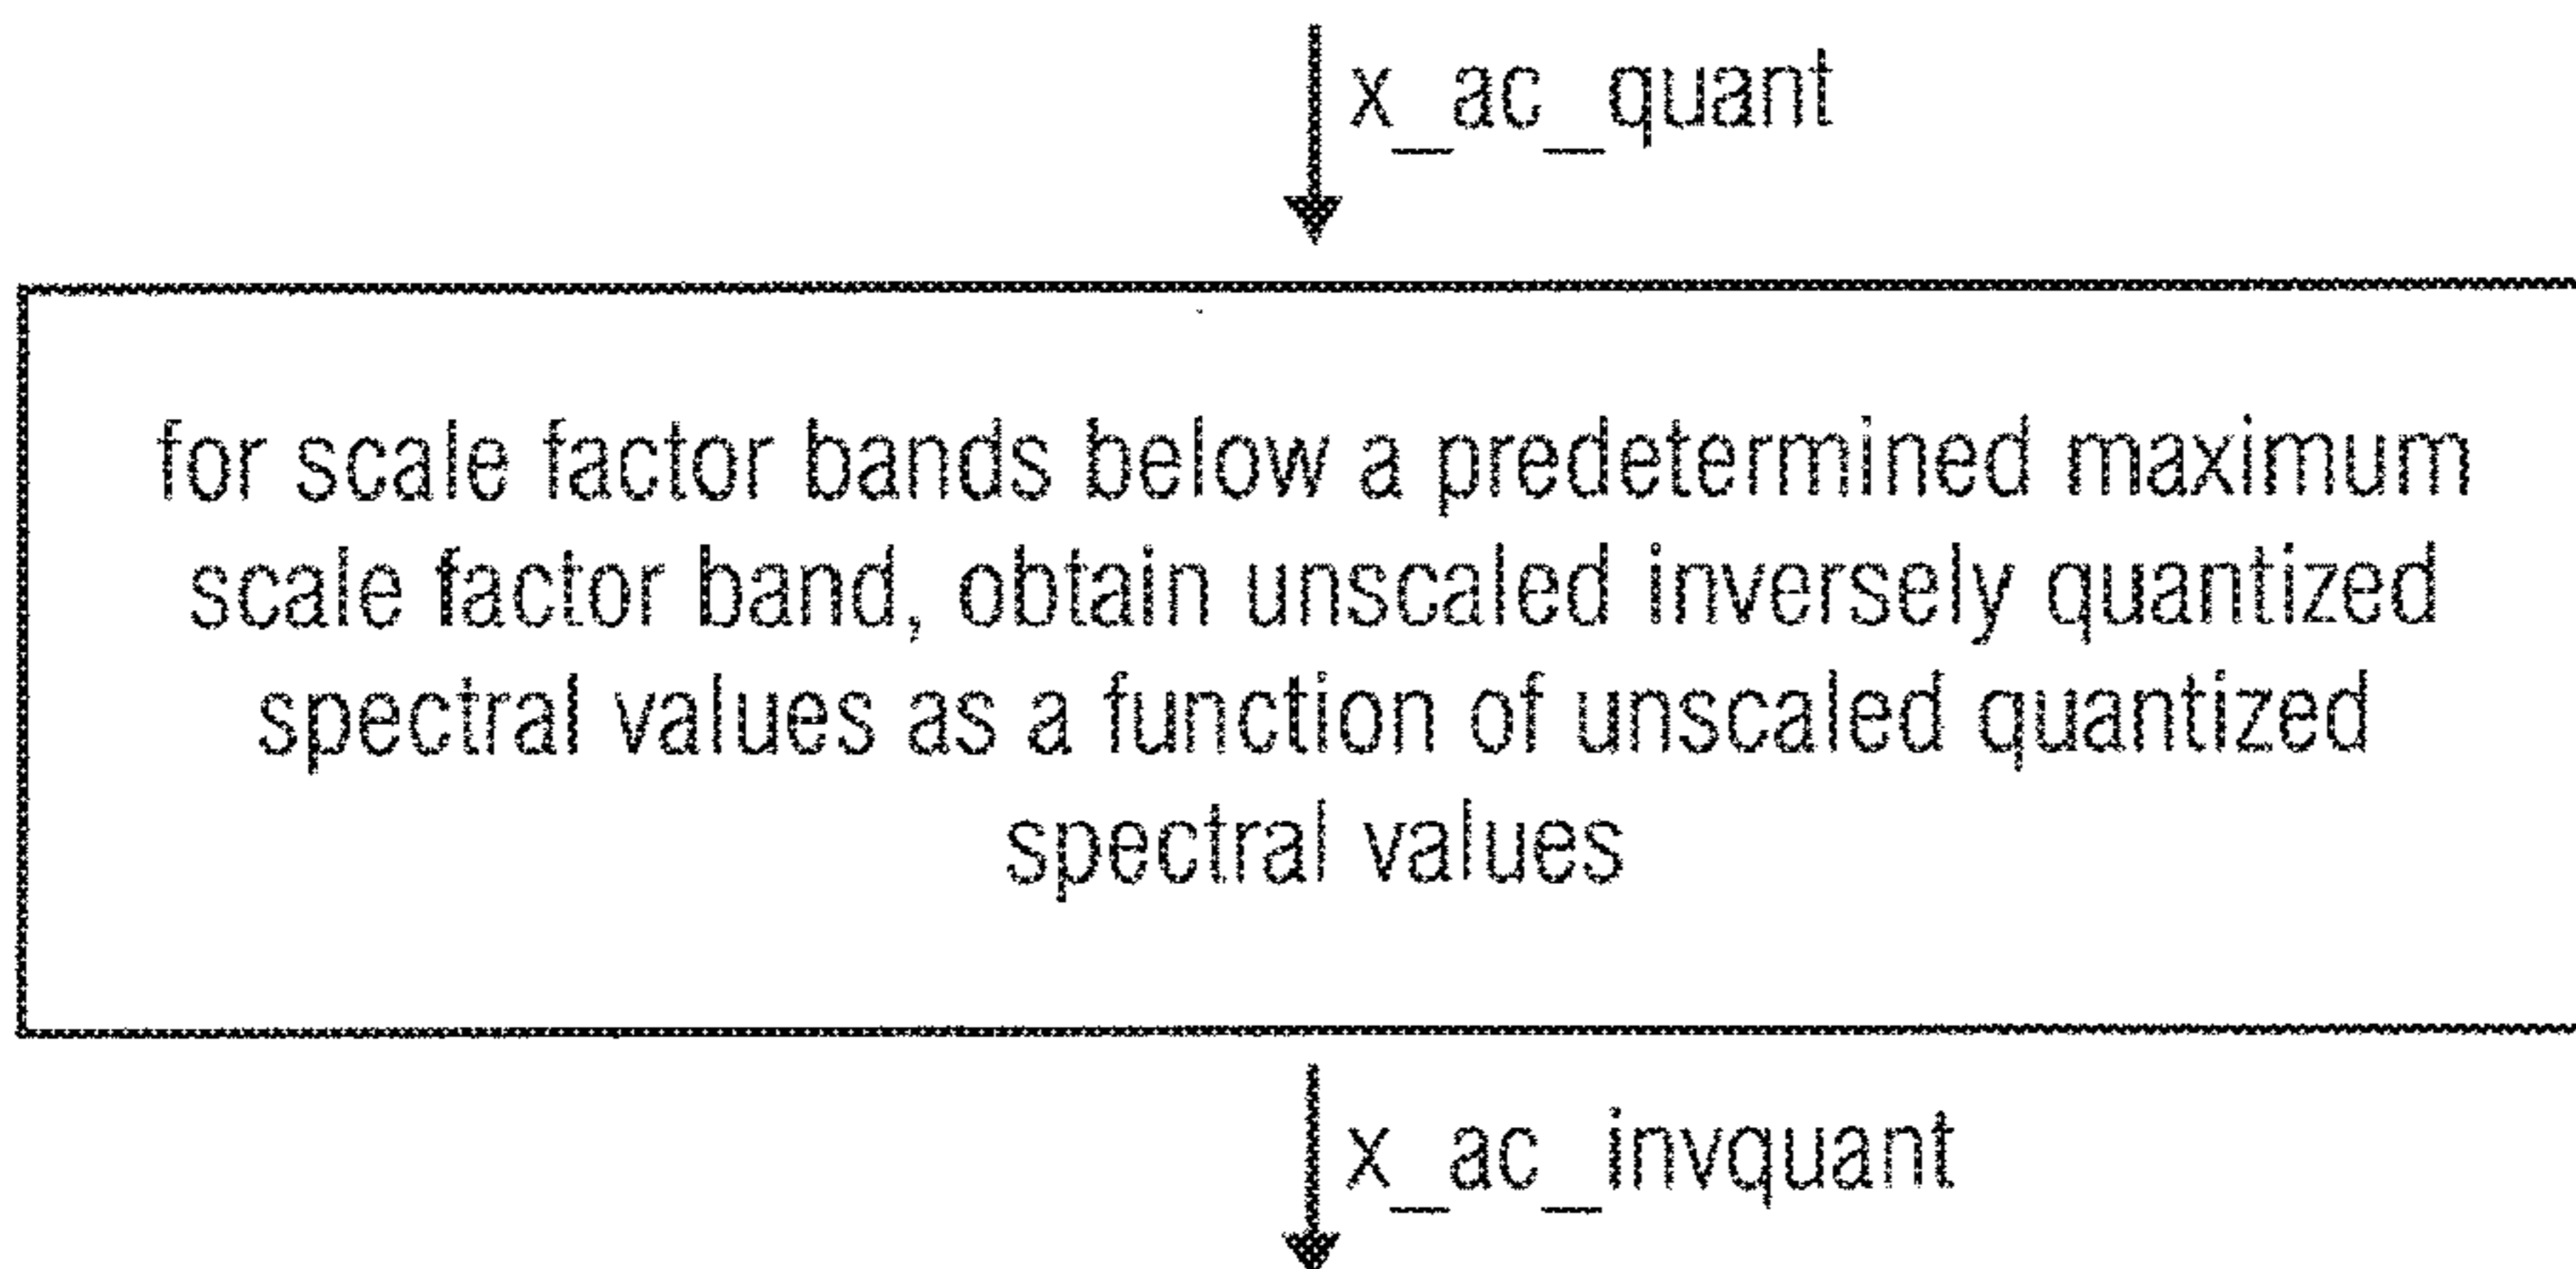 x_ac_quant
for scale factor bands below a predetermined maximum
scale factor band, obtain unscaled inversely quantized
spectral values as a function of unscaled quantized
spectral values
x_ac_invquant